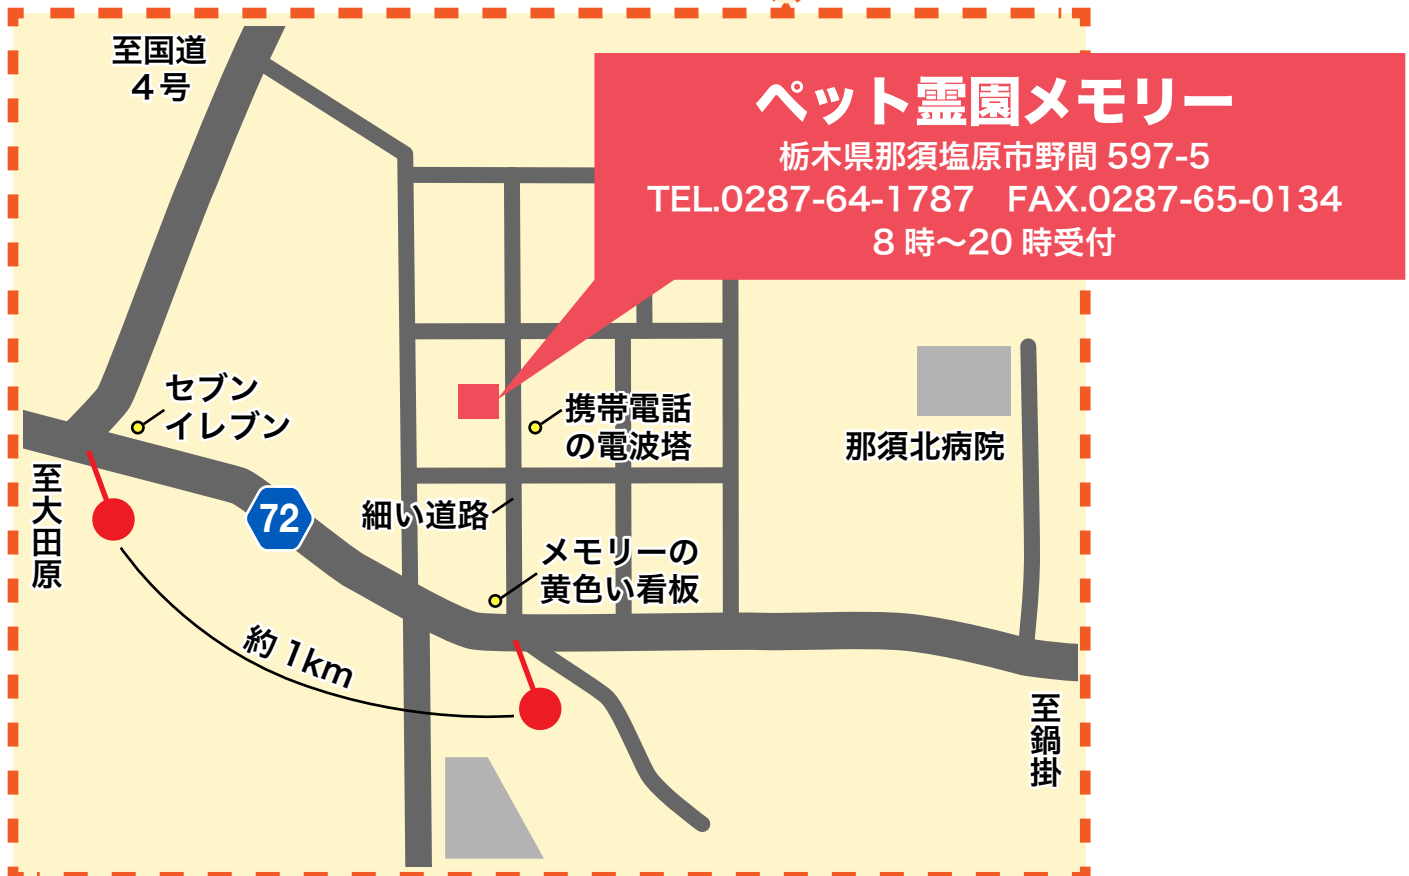 至国道
４号
ペット霊園メモリー
栃木県那須塩原市野間 597-5
TEL.0287-64-1787　FAX.0287-65-0134
8 時～20 時受付
セブン
イレブン
携帯電話
の電波塔
那須北病院
至大田原
72
細い道路
メモリーの
黄色い看板
約 1km
至鍋掛